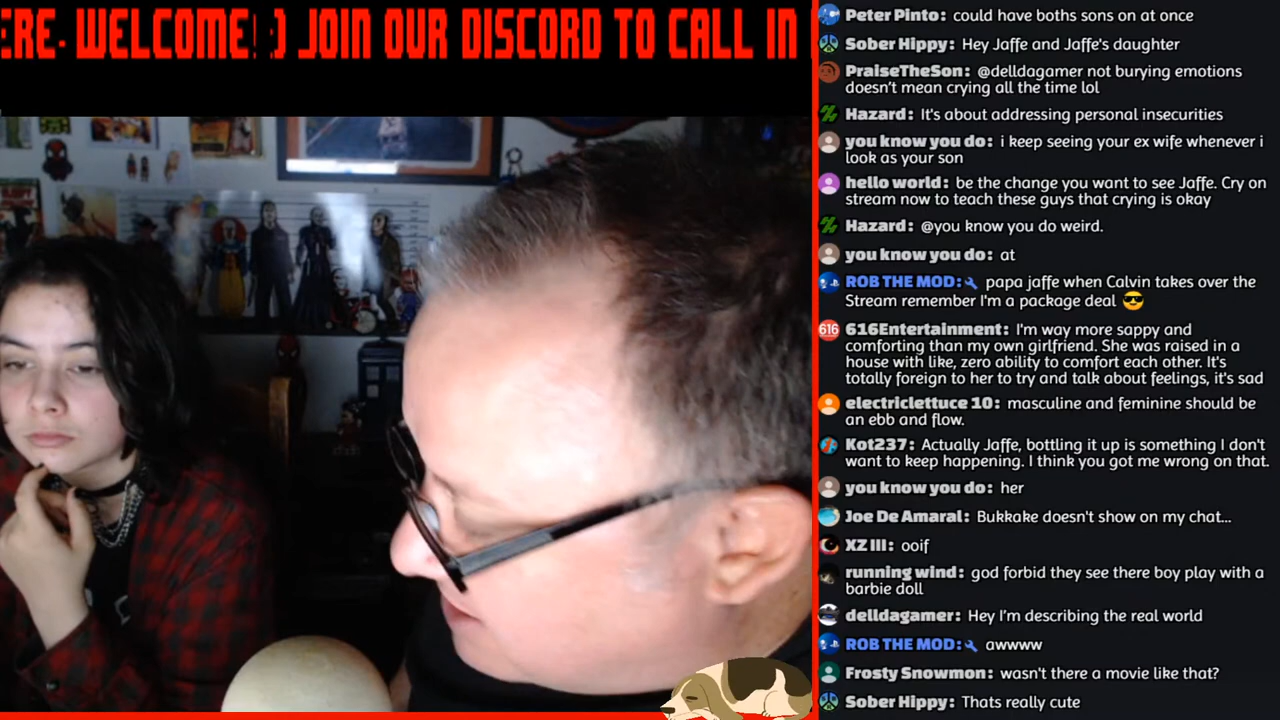 ERE- WELCOME! :) JOIN OUR DISCORD TO CALL IN
Peter Pinto: could have boths sons on at once
Sober Hippy: Hey Jaffe and Jaffe's daughter
PraiseTheSon: @delldagamer not burying emotions
doesn't mean crying all the time lol
Hazard: It's about addressing personal insecurities
you know you do: i keep seeing your ex wife whenever i
look as your son
hello world: be the change you want to see Jaffe. Cry on
stream now to teach these guys that crying is okay
Hazard: @you know you do weird.
you know you do: at
ROB THE MOD: papa jaffe when Calvin takes over the
Stream remember I'm a package deal 😎
616
616Entertainment: I'm way more sappy and
comforting than my own girlfriend. She was raised in a
house with like, zero ability to comfort each other. It's
totally foreign to her to try and talk about feelings, it's sad
electriclettuce 10: masculine and feminine should be
an ebb and flow.
Kot237: Actually Jaffe, bottling it up is something I don't
want to keep happening. I think you got me wrong on that.
you know you do: her
Joe De Amaral: Bukkake doesn't show on my chat...
XZ III: ooif
running wind: god forbid they see there boy play with a
barbie doll
delldagamer: Hey I'm describing the real world
ROB THE MOD: awwww
Frosty Snowmon: wasn't there a movie like that?
Sober Hippy: Thats really cute